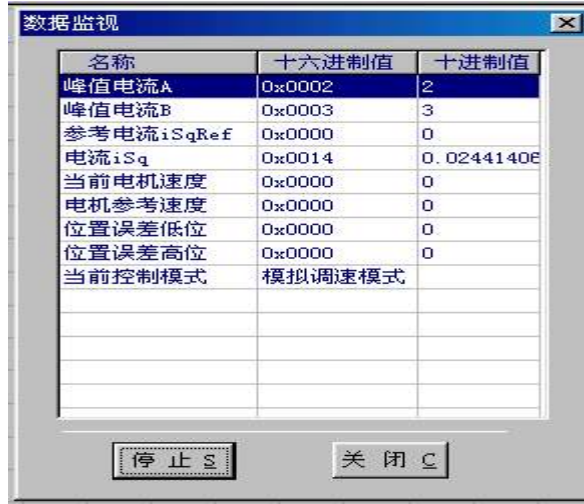 数据监视
名称 十六进制值 十进制值
峰值电流A 0x0002 2
峰值电流B 0x0003 3
参考电流iSqRef 0x0000 0
电流iSq 0x0014 0.0244140
当前电机速度 0x0000 0
电机参考速度 0x0000 0
位置误差低位 0x0000 0
位置误差高位 0x0000 0
当前控制模式 模拟调速模式
停 止 S 关 闭 C